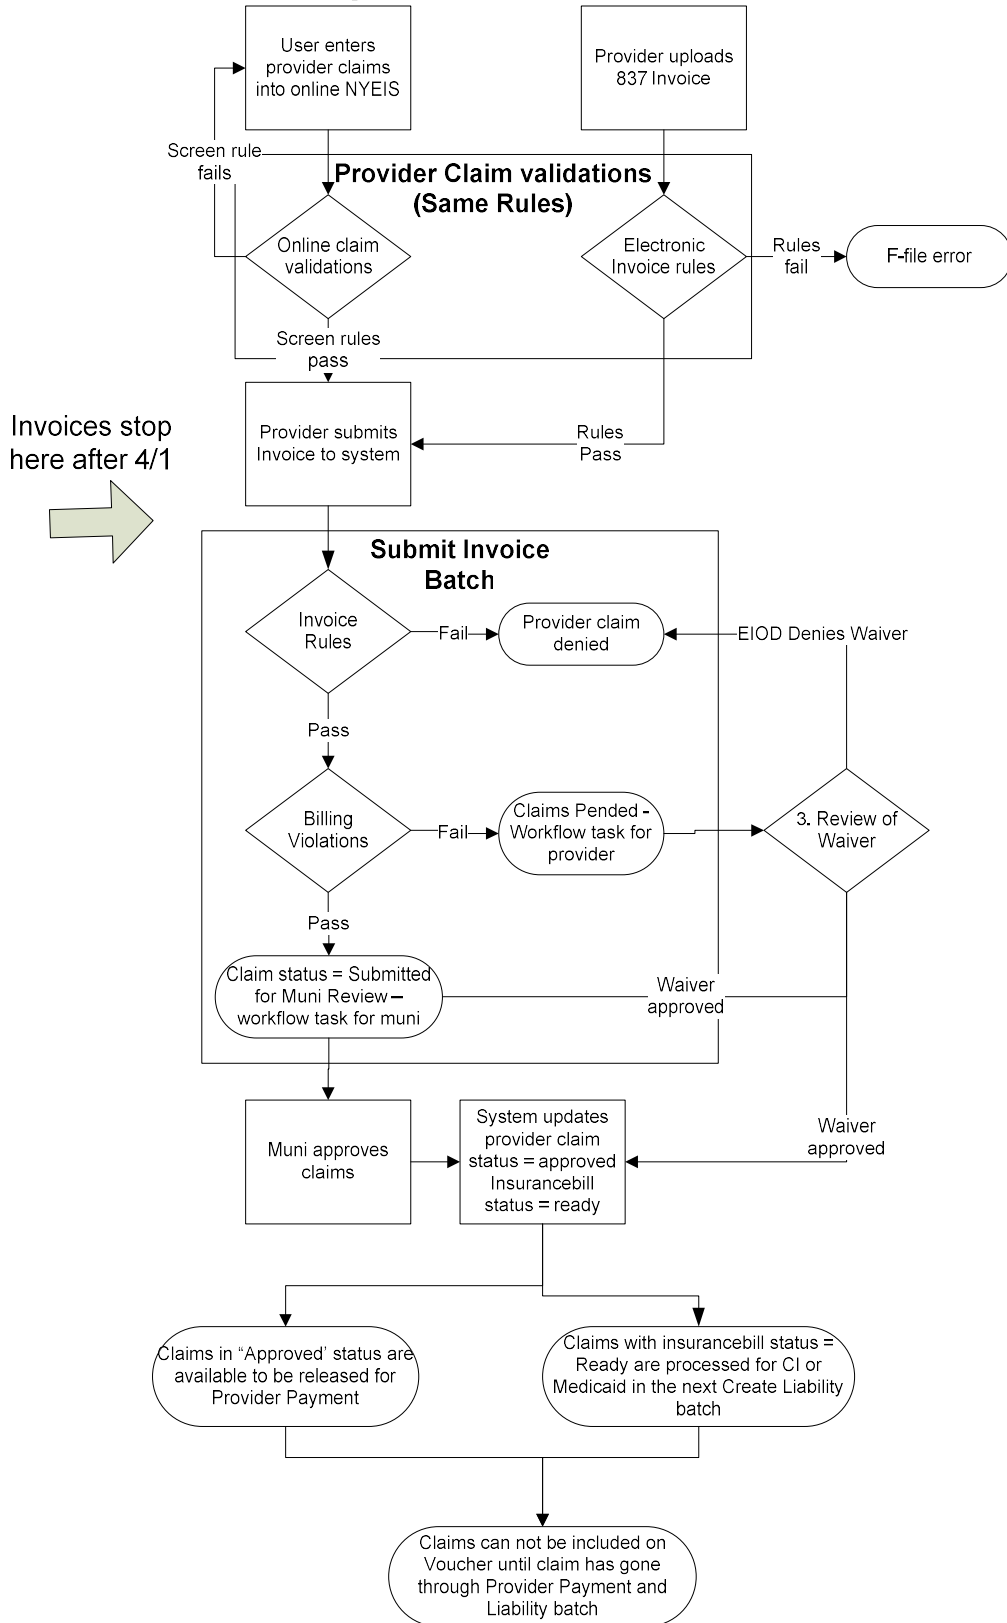 User enters
provider claims
into online NYEIS
Provider uploads
837 Invoice
Screen rule
fails
Provider Claim validations
(Same Rules)
Online claim
validations
Electronic
Invoice rules
Rules
fail
F-file error
Screen rules
pass
Invoices stop
here after 4/1
Provider submits
Invoice to system
Rules
Pass
Submit Invoice
Batch
Invoice
Rules
Fail
Provider claim
denied
EIOD Denies Waiver
Pass
Billing
Violations
Fail
Claims Pended -
Workflow task for
provider
3. Review of
Waiver
Pass
Claim status = Submitted
for Muni Review –
workflow task for muni
Waiver
approved
Muni approves
claims
System updates
provider claim
status = approved
Insurancebill
status = ready
Waiver
approved
Claims in “Approved’ status are
available to be released for
Provider Payment
Claims with insurancebill status =
Ready are processed for CI or
Medicaid in the next Create Liability
batch
Claims can not be included on
Voucher until claim has gone
through Provider Payment and
Liability batch